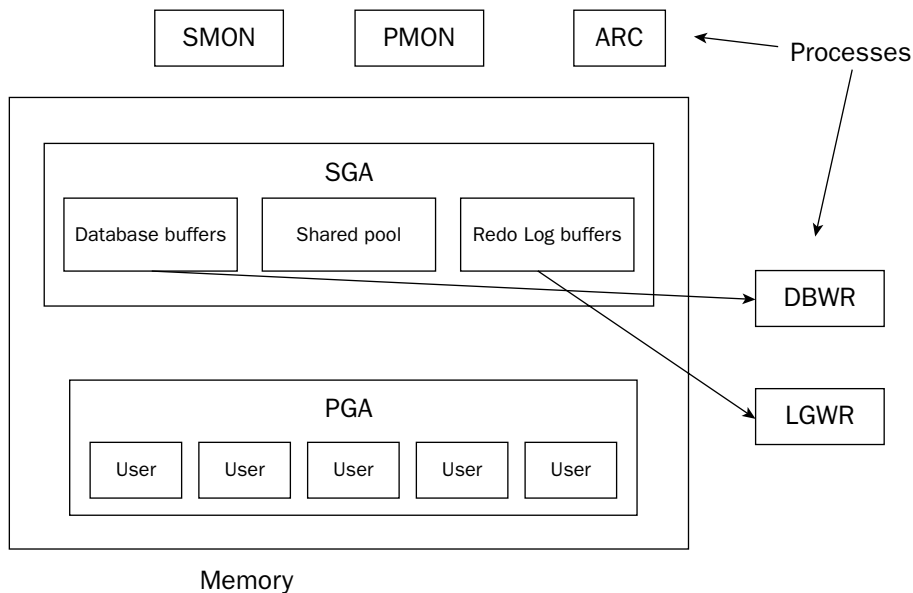 SMON
PMON
ARC
Processes
SGA
Database buffers
Shared pool
Redo Log buffers
DBWR
LGWR
PGA
User
User
User
User
User
Memory